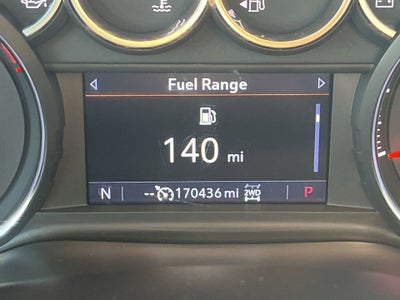 Fuel Range
140 mi
N -- 170436 mi 2WD P